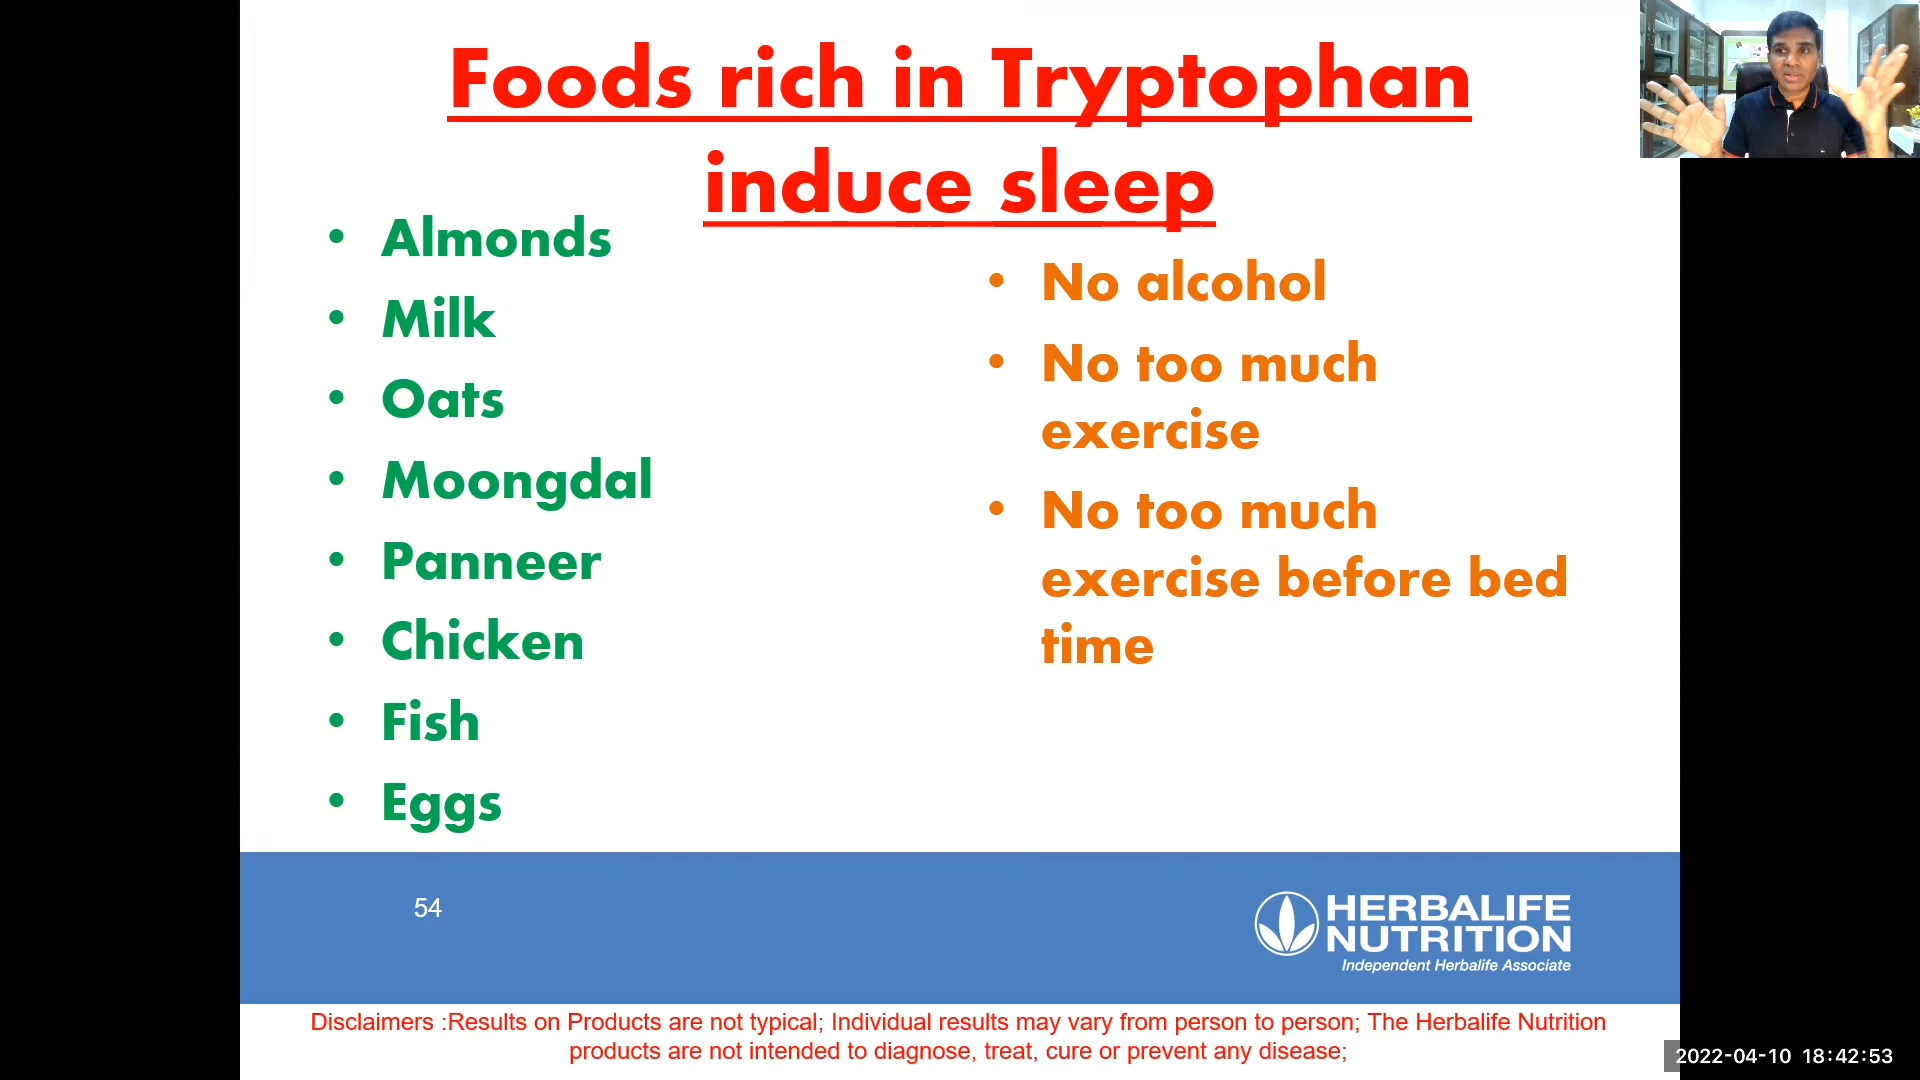 Foods rich in Tryptophan
induce sleep
• Almonds
• Milk
• Oats
• Moongdal
• Panneer
• Chicken
• Fish
• Eggs
• No alcohol
• No too much
exercise
• No too much
exercise before bed
time
54
HERBALIFE
NUTRITION
Independent Herbalife Associate
Disclaimers :Results on Products are not typical; Individual results may vary from person to person; The Herbalife Nutrition
products are not intended to diagnose, treat, cure or prevent any disease;
2022-04-10 18:42:53